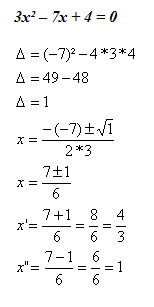 3x² – 7x + 4 = 0
Δ = (–7)² – 4 * 3 * 4
Δ = 49 – 48
Δ = 1
x = –(–7) ± √1 / 2 * 3
x = 7 ± 1 / 6
x' = 7 + 1 / 6 = 8 / 6 = 4 / 3
x" = 7 – 1 / 6 = 6 / 6 = 1